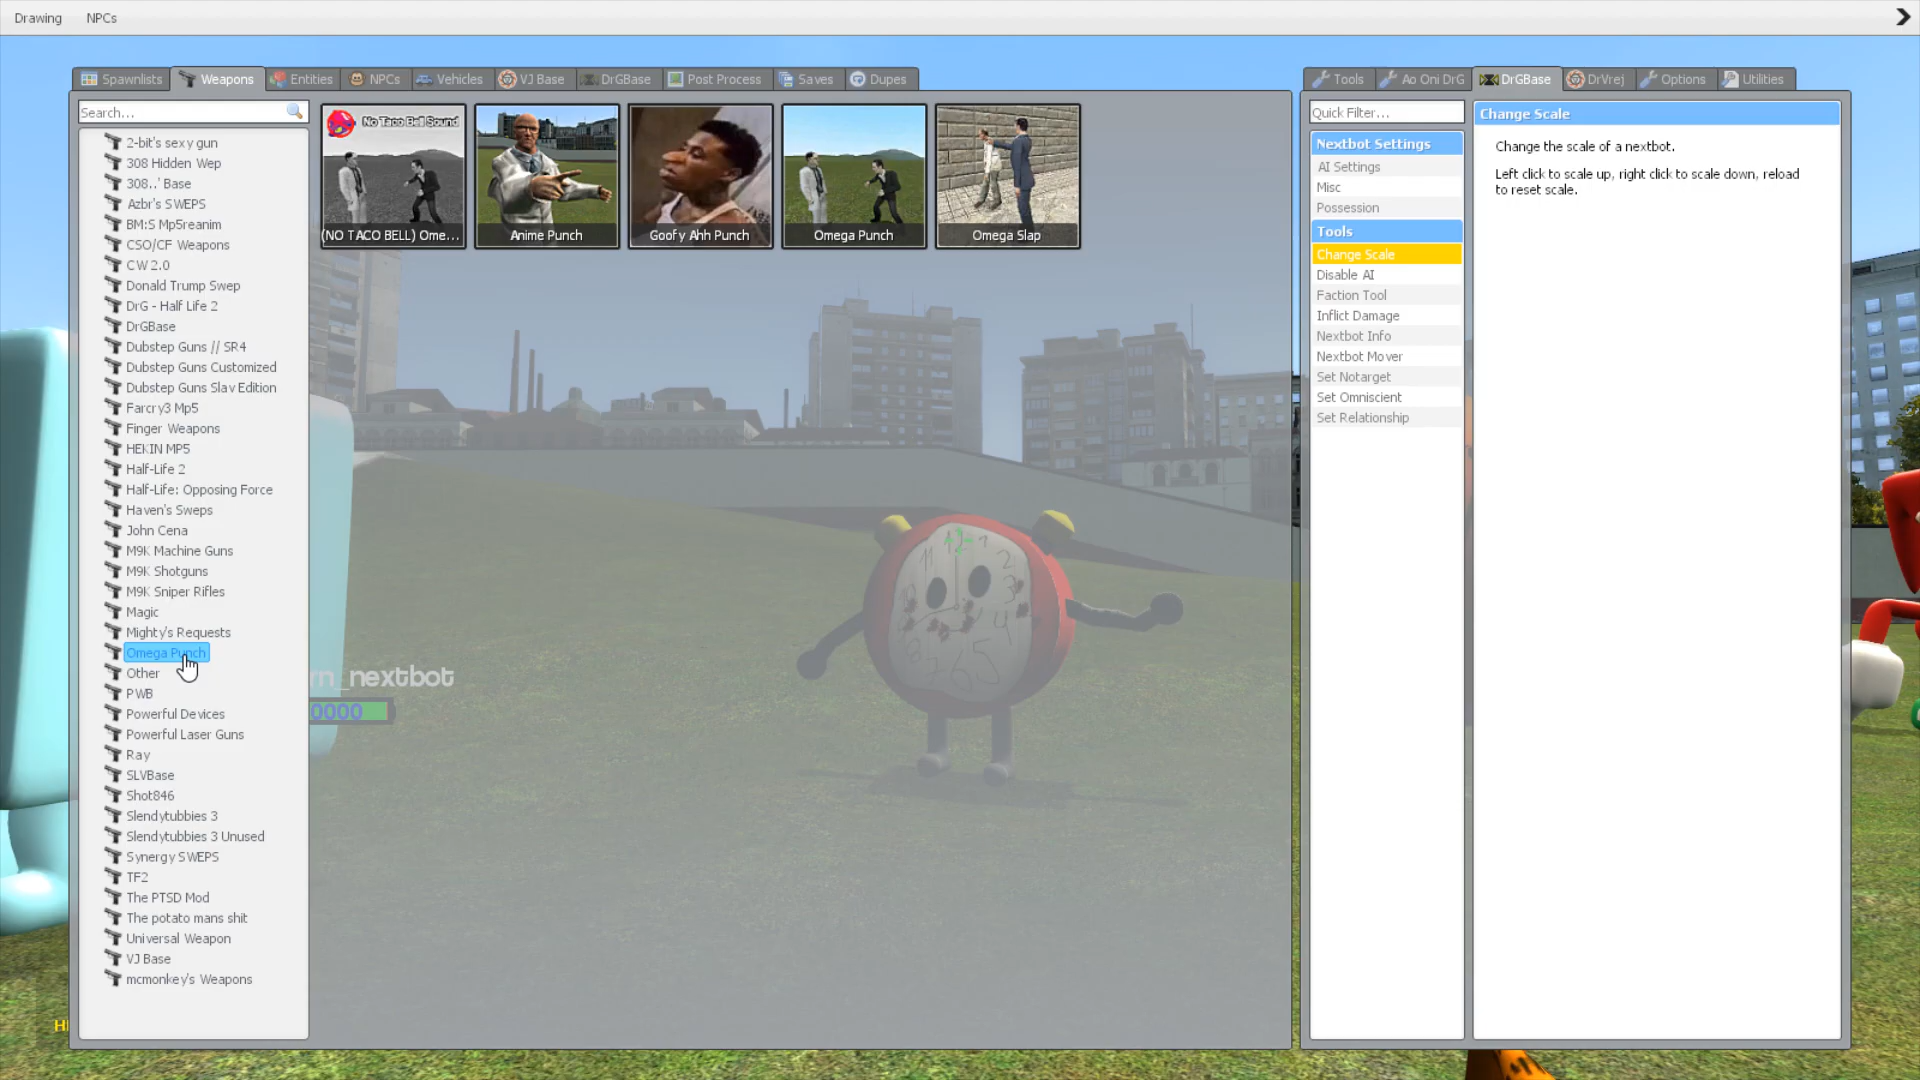 Drawing NPCs
Spawnlists Weapons Entities NPCs Vehicles VJ Base DrGBase Post Process Saves Dupes
Tools Ao Oni DrG DrGBase DrVrej Options Utilities
Search...
2-bit's sexy gun
308 Hidden Wep
308..' Base
Azbr's SWEPS
BM:S Mp5reanim
CSO/CF Weapons
CW 2.0
Donald Trump Swep
DrG - Half Life 2
DrGBase
Dubstep Guns // SR4
Dubstep Guns Customized
Dubstep Guns Slav Edition
Farcry3 Mp5
Finger Weapons
HEKIN MP5
Half-Life 2
Half-Life: Opposing Force
Haven's Sweps
John Cena
M9K Machine Guns
M9K Shotguns
M9K Sniper Rifles
Magic
Mighty's Requests
Omega Punch
Other
PWB
Powerful Devices
Powerful Laser Guns
Ray
SLVBase
Shot846
Slendytubbies 3
Slendytubbies 3 Unused
Synergy SWEPS
TF2
The PTSD Mod
The potato mans shit
Universal Weapon
VJ Base
mcmonkey's Weapons
No Taco Bell Sound
(NO TACO BELL) Ome...
Anime Punch
Goofy Ahh Punch
Omega Punch
Omega Slap
_nextbot
0000
Quick Filter...
Nextbot Settings
AI Settings
Misc
Possession
Tools
Change Scale
Disable AI
Faction Tool
Inflict Damage
Nextbot Info
Nextbot Mover
Set Notarget
Set Omniscient
Set Relationship
Change Scale
Change the scale of a nextbot.
Left click to scale up, right click to scale down, reload
to reset scale.